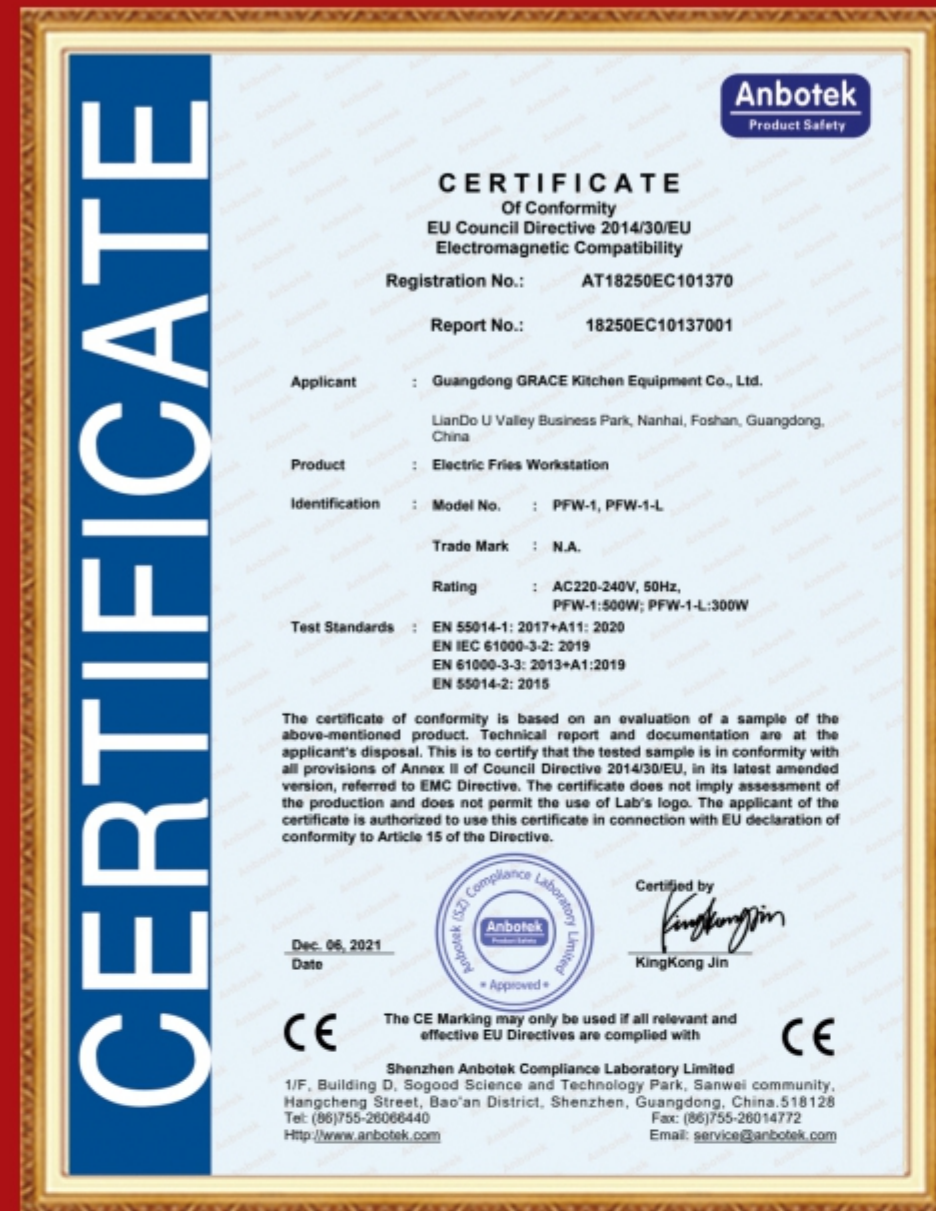 CERTIFICATE
Anbotek
Product Safety
CERTIFICATE
Of Conformity
EU Council Directive 2014/30/EU
Electromagnetic Compatibility
Registration No.: AT18250EC101370
Report No.: 18250EC10137001
Applicant : Guangdong GRACE Kitchen Equipment Co., Ltd.
LianDo U Valley Business Park, Nanhai, Foshan, Guangdong,
China
Product : Electric Fries Workstation
Identification : Model No. : PFW-1, PFW-1-L
Trade Mark : N.A.
Rating : AC220-240V, 50Hz,
PFW-1:500W; PFW-1-L:300W
Test Standards : EN 55014-1: 2017+A11: 2020
EN IEC 61000-3-2: 2019
EN 61000-3-3: 2013+A1:2019
EN 55014-2: 2015
The certificate of conformity is based on an evaluation of a sample of the
above-mentioned product. Technical report and documentation are at the
applicant's disposal. This is to certify that the tested sample is in conformity with
all provisions of Annex II of Council Directive 2014/30/EU, in its latest amended
version, referred to EMC Directive. The certificate does not imply assessment of
the production and does not permit the use of Lab's logo. The applicant of the
certificate is authorized to use this certificate in connection with EU declaration of
conformity to Article 15 of the Directive.
Anbotek (SZ) Compliance Laboratory Limited
Anbotek
Product Safety
* Approved *
Certified by
Kingkongjin
Dec. 06, 2021
Date
KingKong Jin
CE
The CE Marking may only be used if all relevant and
effective EU Directives are complied with
CE
Shenzhen Anbotek Compliance Laboratory Limited
1/F, Building D, Sogood Science and Technology Park, Sanwei community,
Hangcheng Street, Bao'an District, Shenzhen, Guangdong, China.518128
Tel: (86)755-26066440 Fax: (86)755-26014772
Http://www.anbotek.com Email: service@anbotek.com